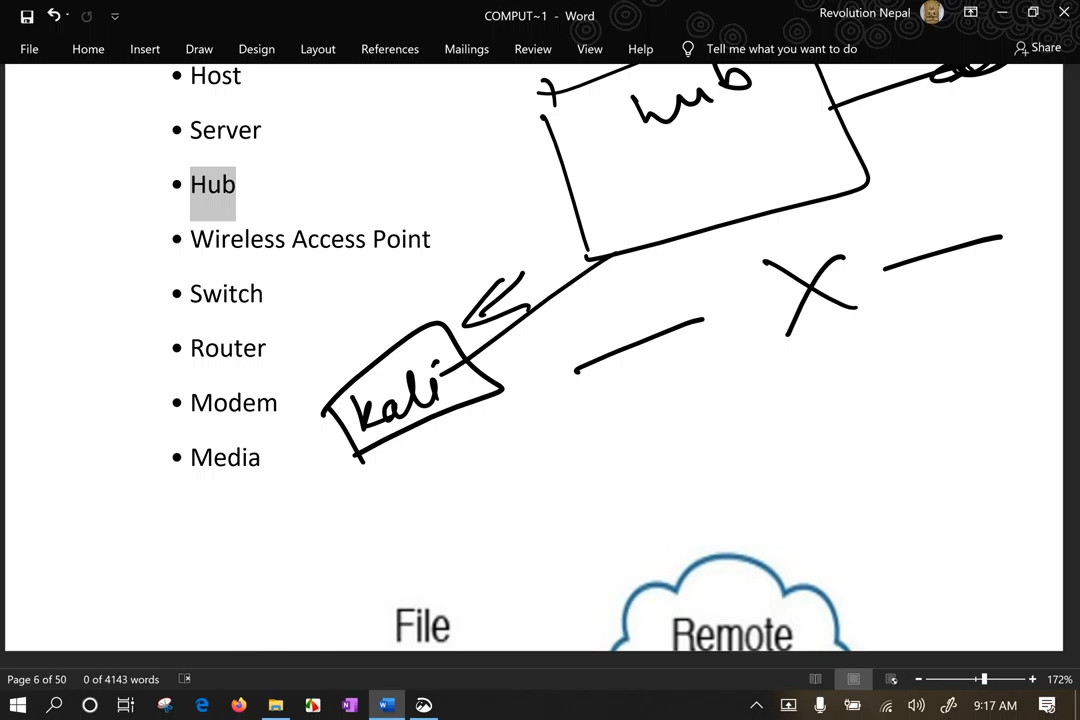 COMPUT~1 - Word
Revolution Nepal
File Home Insert Draw Design Layout References Mailings Review View Help Tell me what you want to do Share
• Host
hub
• Server
• Hub
• Wireless Access Point
• Switch
• Router
kali
• Modem
• Media
File
Remote
Page 6 of 50 0 of 4143 words 172%
9:17 AM